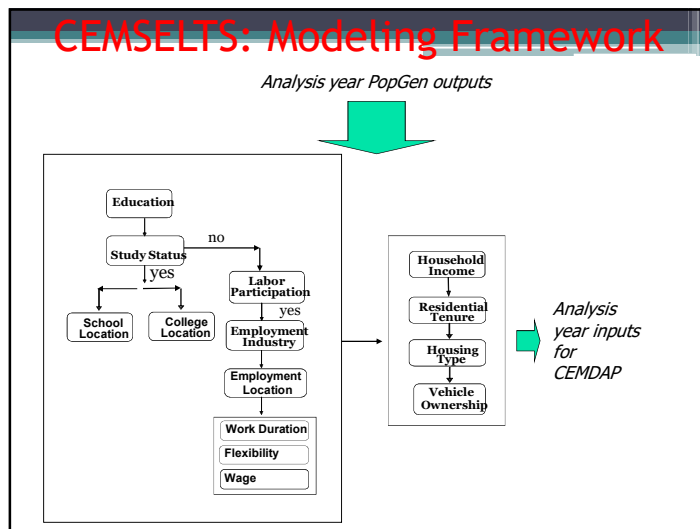 CEMSELTS: Modeling Framework
Analysis year PopGen outputs
Education
Study Status
no
yes
School
Location
College
Location
Labor
Participation
yes
Employment
Industry
Employment
Location
Work Duration
Flexibility
Wage
Household
Income
Residential
Tenure
Housing
Type
Vehicle
Ownership
Analysis
year inputs
for
CEMDAP